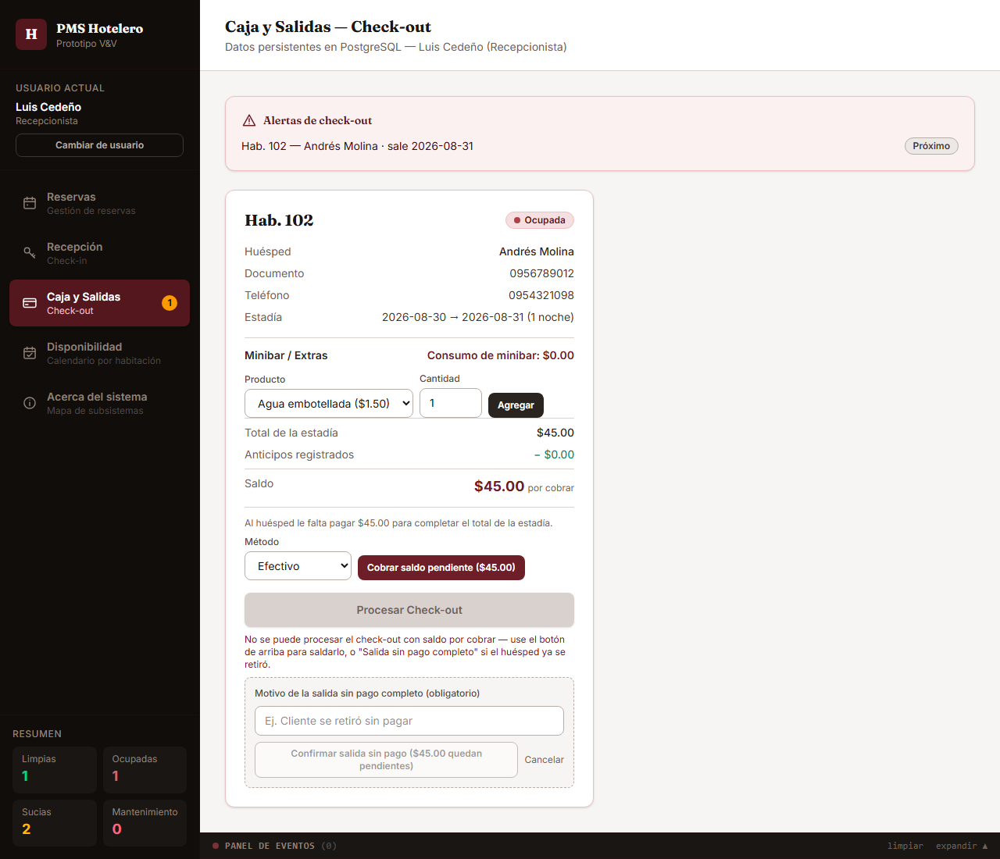 H
PMS Hotelero
Prototipo V&V
USUARIO ACTUAL
Luis Cedeño
Recepcionista
Cambiar de usuario
Reservas
Gestión de reservas
Recepción
Check-in
Caja y Salidas
Check-out
1
Disponibilidad
Calendario por habitación
Acerca del sistema
Mapa de subsistemas
RESUMEN
Limpias
1
Ocupadas
1
Sucias
2
Mantenimiento
0
Caja y Salidas — Check-out
Datos persistentes en PostgreSQL — Luis Cedeño (Recepcionista)
Alertas de check-out
Hab. 102 — Andrés Molina · sale 2026-08-31
Próximo
Hab. 102
Ocupada
Huésped
Andrés Molina
Documento
0956789012
Teléfono
0954321098
Estadía
2026-08-30 → 2026-08-31 (1 noche)
Minibar / Extras
Consumo de minibar: $0.00
Producto
Cantidad
Agua embotellada ($1.50)
1
Agregar
Total de la estadía
$45.00
Anticipos registrados
− $0.00
Saldo
$45.00 por cobrar
Al huésped le falta pagar $45.00 para completar el total de la estadía.
Método
Efectivo
Cobrar saldo pendiente ($45.00)
Procesar Check-out
No se puede procesar el check-out con saldo por cobrar — use el botón
de arriba para saldarlo, o "Salida sin pago completo" si el huésped ya se
retiró.
Motivo de la salida sin pago completo (obligatorio)
Ej. Cliente se retiró sin pagar
Confirmar salida sin pago ($45.00 quedan
pendientes)
Cancelar
PANEL DE EVENTOS (0)
limpiar
expandir ▲